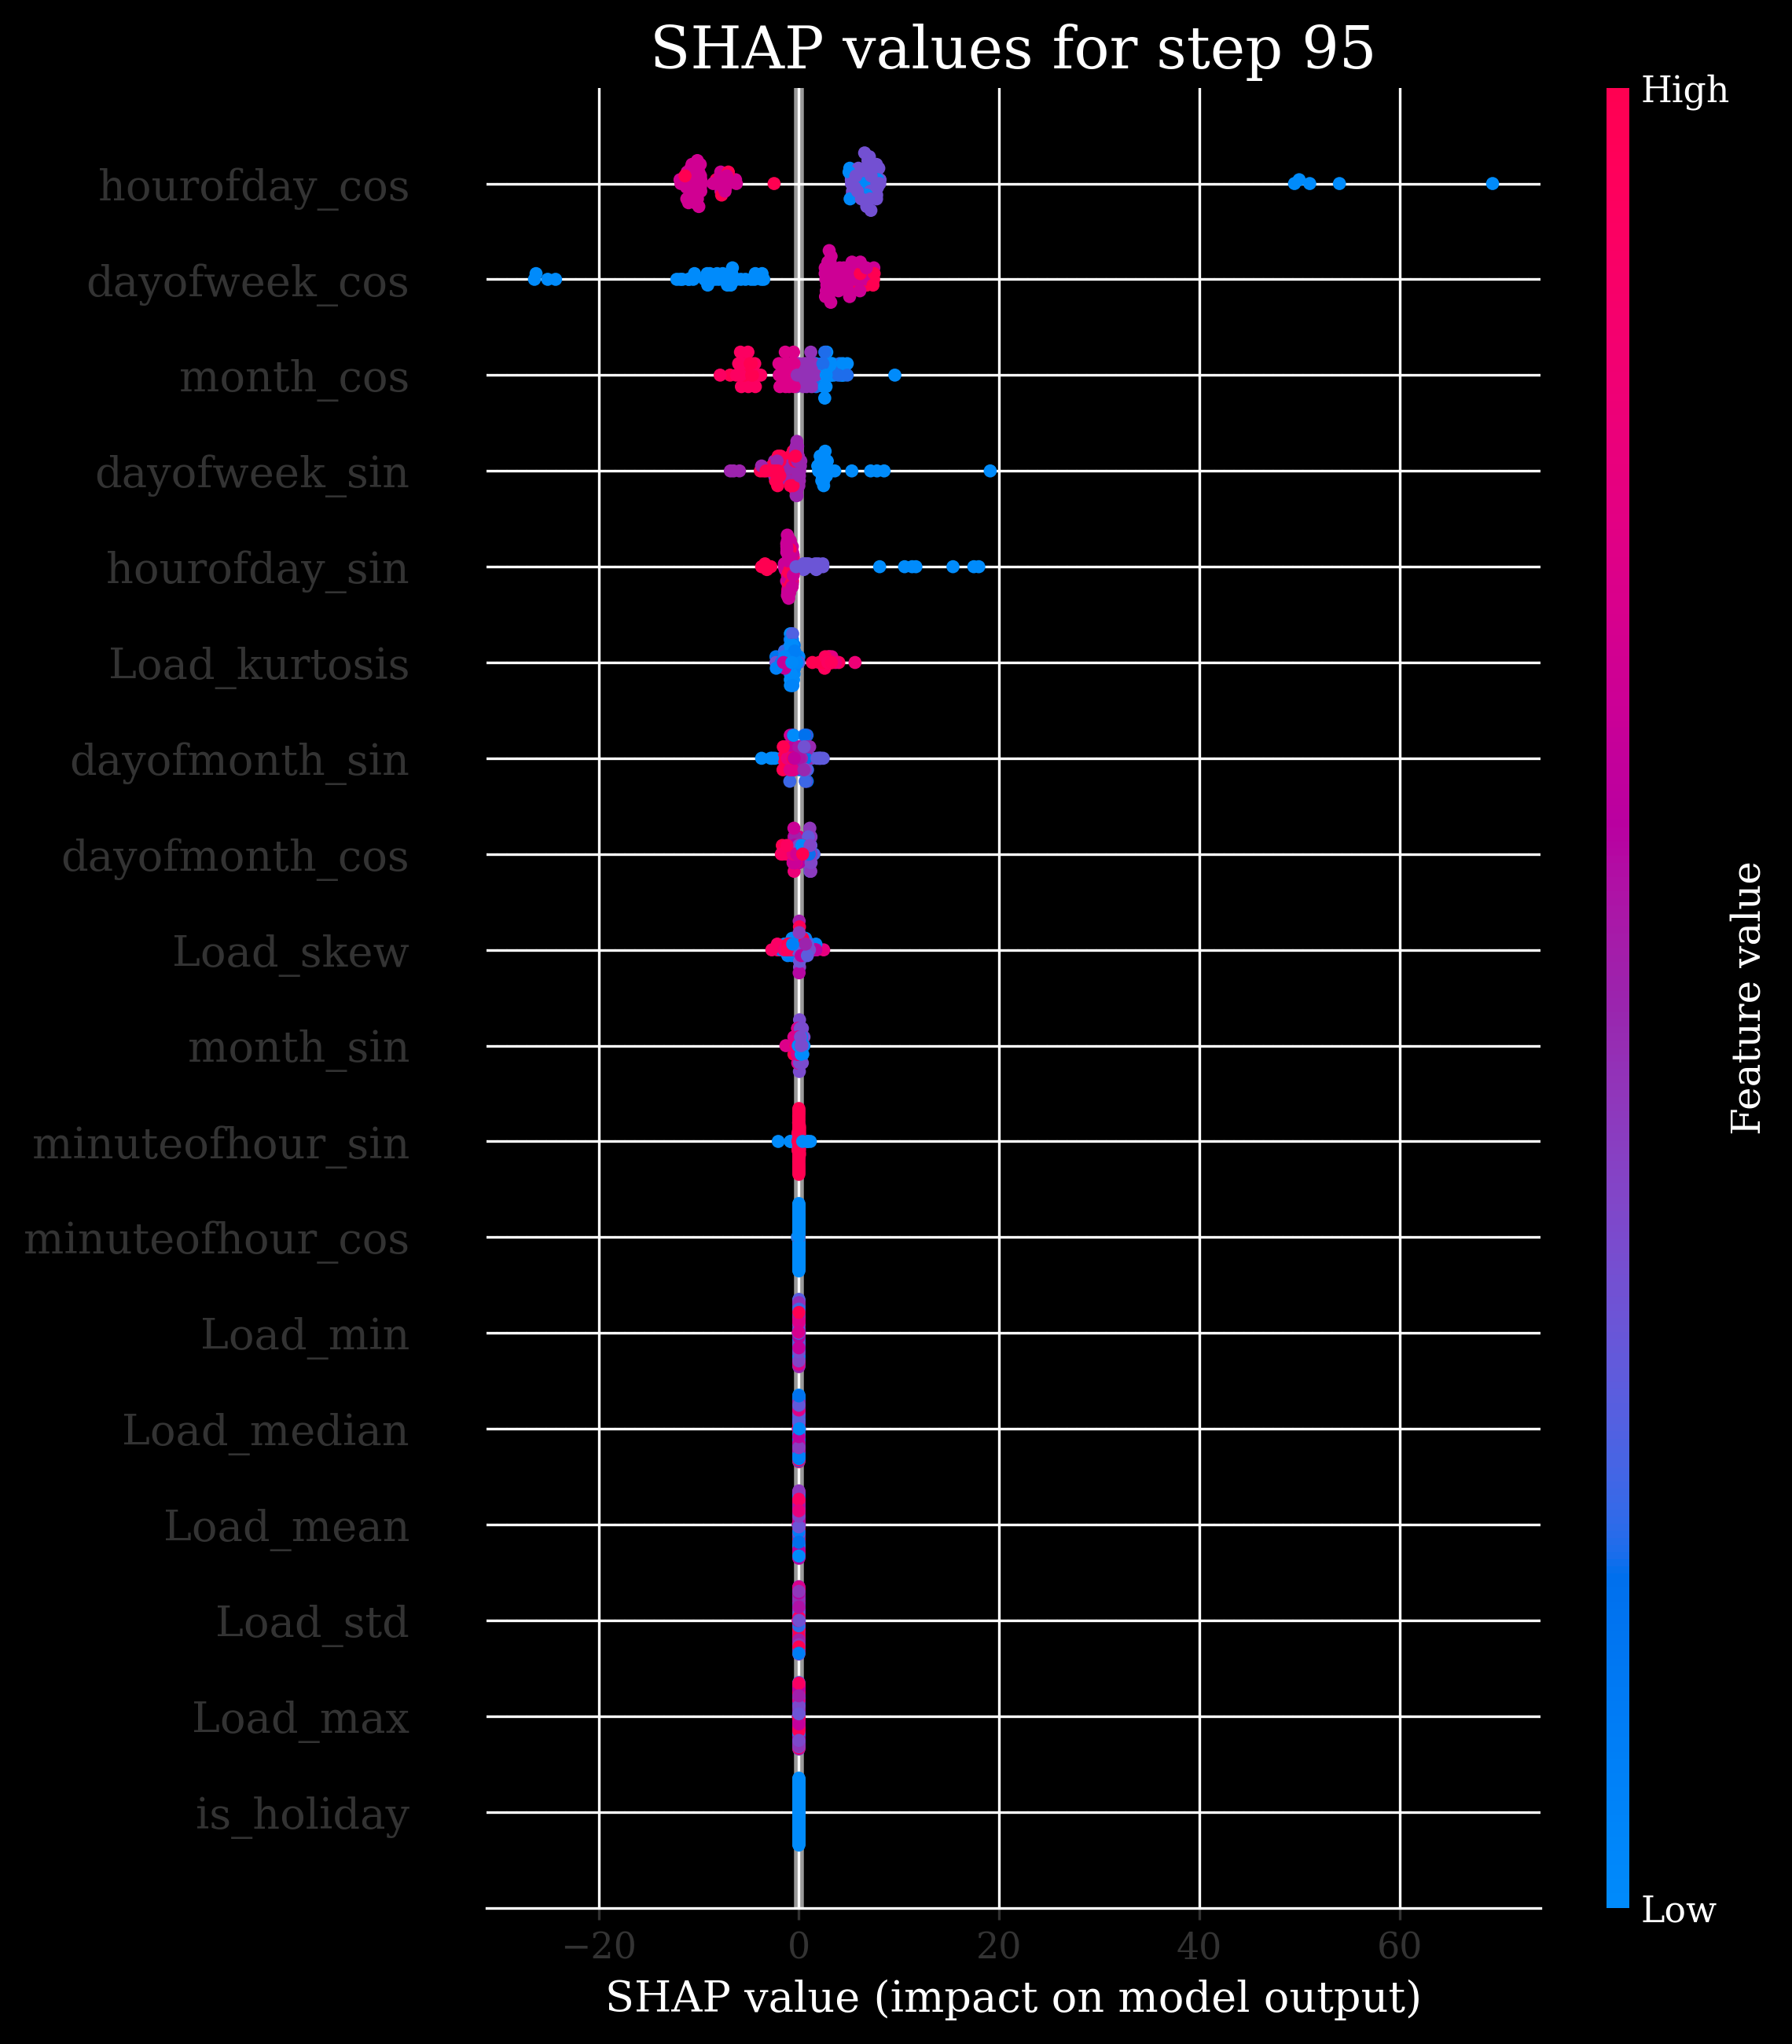 SHAP values for step 95
High
hourofday_cos
dayofweek_cos
month_cos
dayofweek_sin
hourofday_sin
Load_kurtosis
dayofmonth_sin
dayofmonth_cos
Load_skew
month_sin
minuteofhour_sin
minuteofhour_cos
Load_min
Load_median
Load_mean
Load_std
Load_max
is_holiday
Feature value
Low
−20 0 20 40 60
SHAP value (impact on model output)